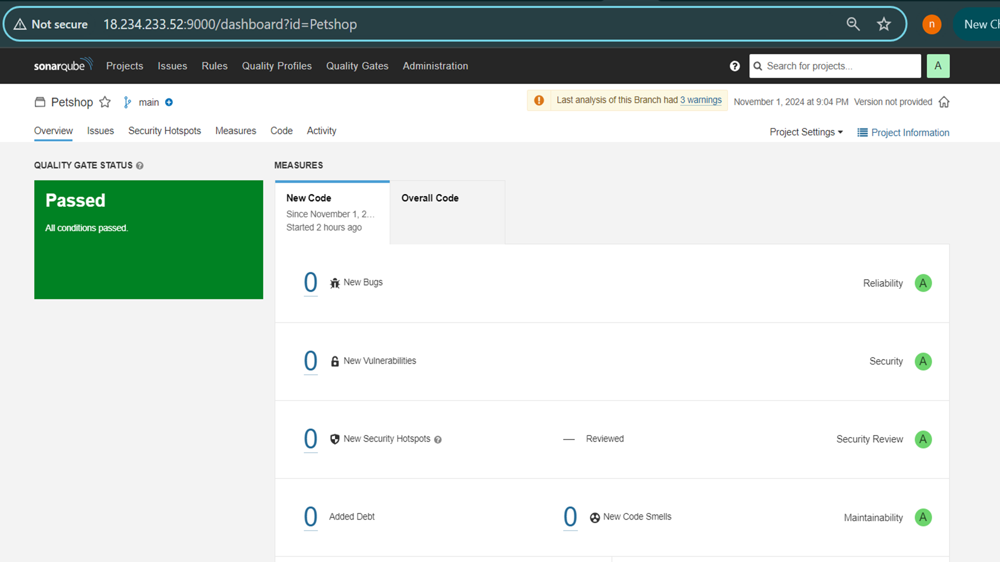 Not secure 18.234.233.52:9000/dashboard?id=Petshop n New Ch
sonarqube Projects Issues Rules Quality Profiles Quality Gates Administration ? Search for projects... A
Petshop main Last analysis of this Branch had 3 warnings November 1, 2024 at 9:04 PM Version not provided
Overview Issues Security Hotspots Measures Code Activity Project Settings Project Information
QUALITY GATE STATUS ? MEASURES
Passed
All conditions passed.
New Code Overall Code
Since November 1, 2...
Started 2 hours ago
0 New Bugs Reliability A
0 New Vulnerabilities Security A
0 New Security Hotspots ? — Reviewed Security Review A
0 Added Debt 0 New Code Smells Maintainability A